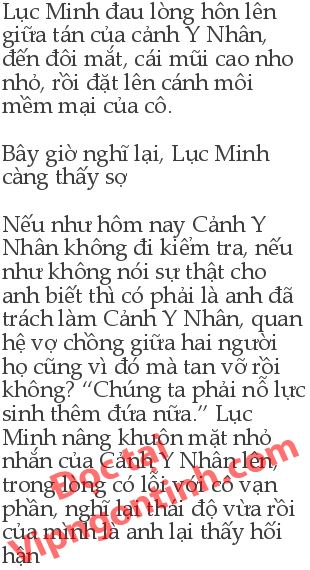 Lục Minh đau lòng hôn lên
giữa tán của cảnh Y Nhân,
đến đôi mắt, cái mũi cao nho
nhỏ, rồi đặt lên cánh môi
mềm mại của cô.
Bây giờ nghĩ lại, Lục Minh
càng thấy sợ
Nếu như hôm nay Cảnh Y
Nhân không đi kiểm tra, nếu
như không nói sự thật cho
anh biết thì có phải là anh đã
trách lầm Cảnh Y Nhân, quan
hệ vợ chồng giữa hai người
họ cũng vì đó mà tan vỡ rồi
không? “Chúng ta phải nỗ lực
sinh thêm đứa nữa.” Lục
Minh nâng khuôn mặt nhỏ
nhắn của Cảnh Y Nhân lên,
trong lòng có lỗi với cô vạn
phần, nghĩ lại thái độ vừa rồi
của mình là anh lại thấy hối
hận
Đọc tại
Vipngontinh.com